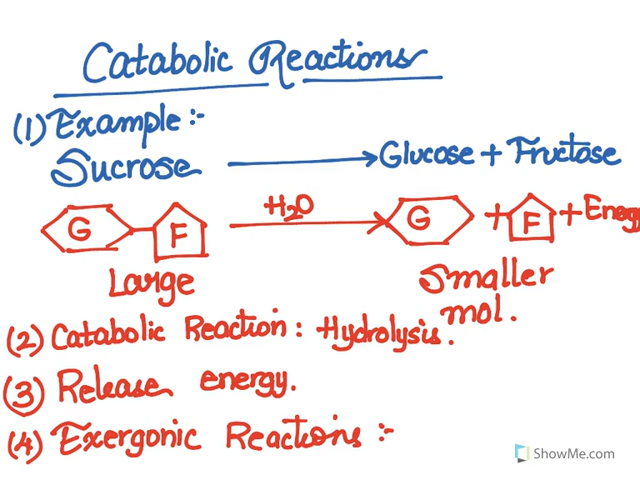 Catabolic Reactions
(1) Example :-
Sucrose → Glucose + Fructose
G F H₂O G + F + Energy
Large Smaller
mol.
(2) Catabolic Reaction : Hydrolysis.
(3) Release energy.
(4) Exergonic Reactions :-
ShowMe.com